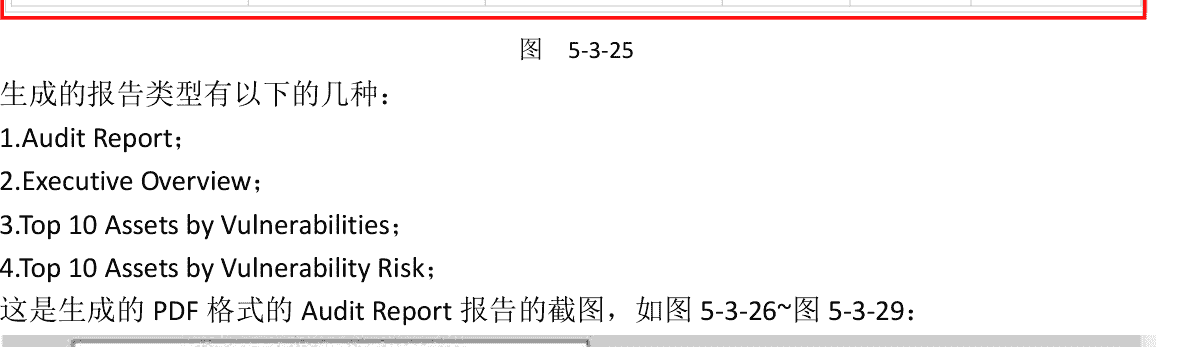 图 5-3-25
生成的报告类型有以下的几种：
1.Audit Report；
2.Executive Overview；
3.Top 10 Assets by Vulnerabilities；
4.Top 10 Assets by Vulnerability Risk；
这是生成的 PDF 格式的 Audit Report 报告的截图，如图 5-3-26~图 5-3-29：